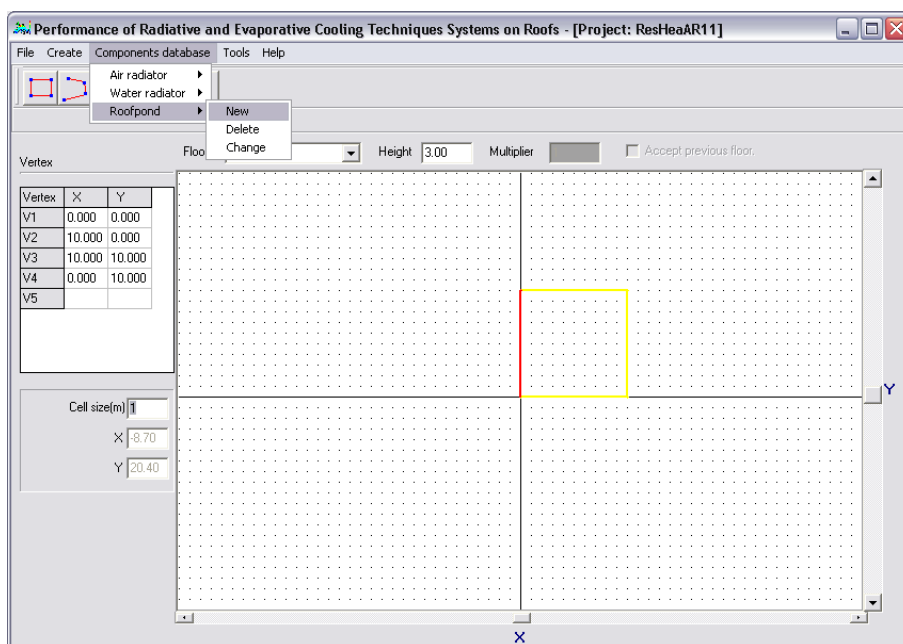 Performance of Radiative and Evaporative Cooling Techniques Systems on Roofs - [Project: ResHeaAR11]
File Create Components database Tools Help
Air radiator
Water radiator
Roofpond
New
Delete
Change
Vertex
Floo Height 3.00 Multiplier Accept previous floor.
Vertex X Y
V1 0.000 0.000
V2 10.000 0.000
V3 10.000 10.000
V4 0.000 10.000
V5
Cell size(m) 1
X -8.70
Y 20.40
Y
X